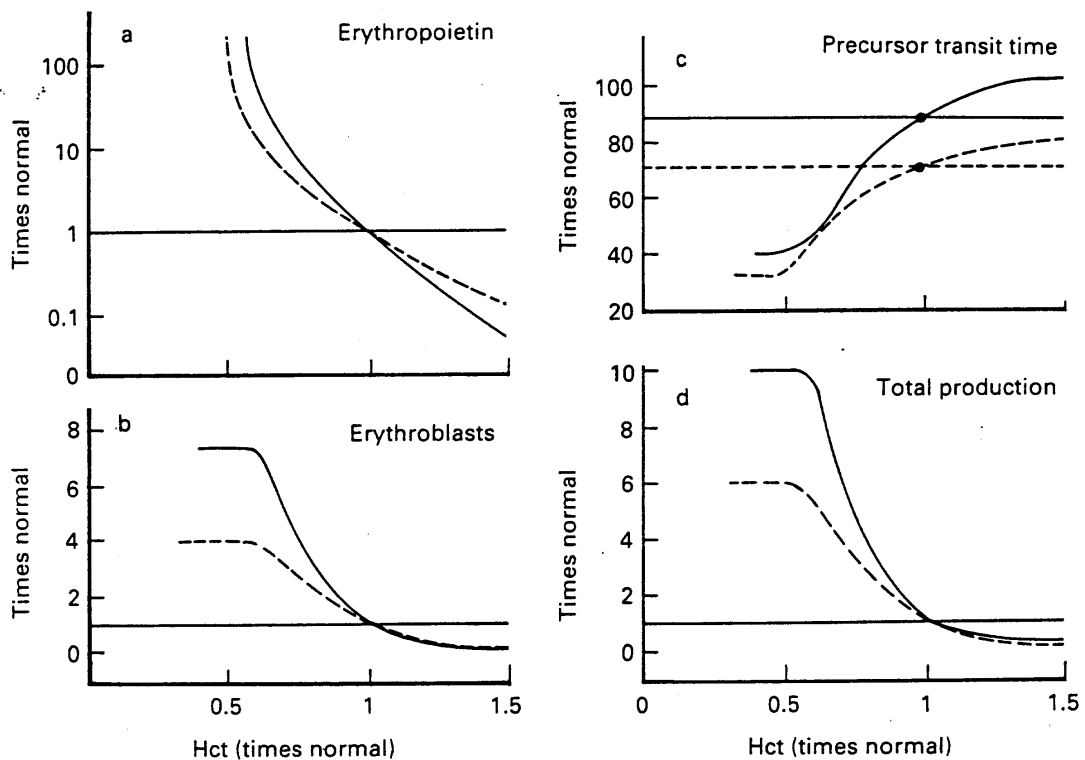 a
Erythropoietin
Times normal
100
10
1
0.1
0
b
Erythroblasts
Times normal
8
6
4
2
0
0.5
1
1.5
Hct (times normal)
c
Precursor transit time
Times normal
100
80
60
40
20
d
Total production
Times normal
10
8
6
4
2
0
0
0.5
1
1.5
Hct (times normal)